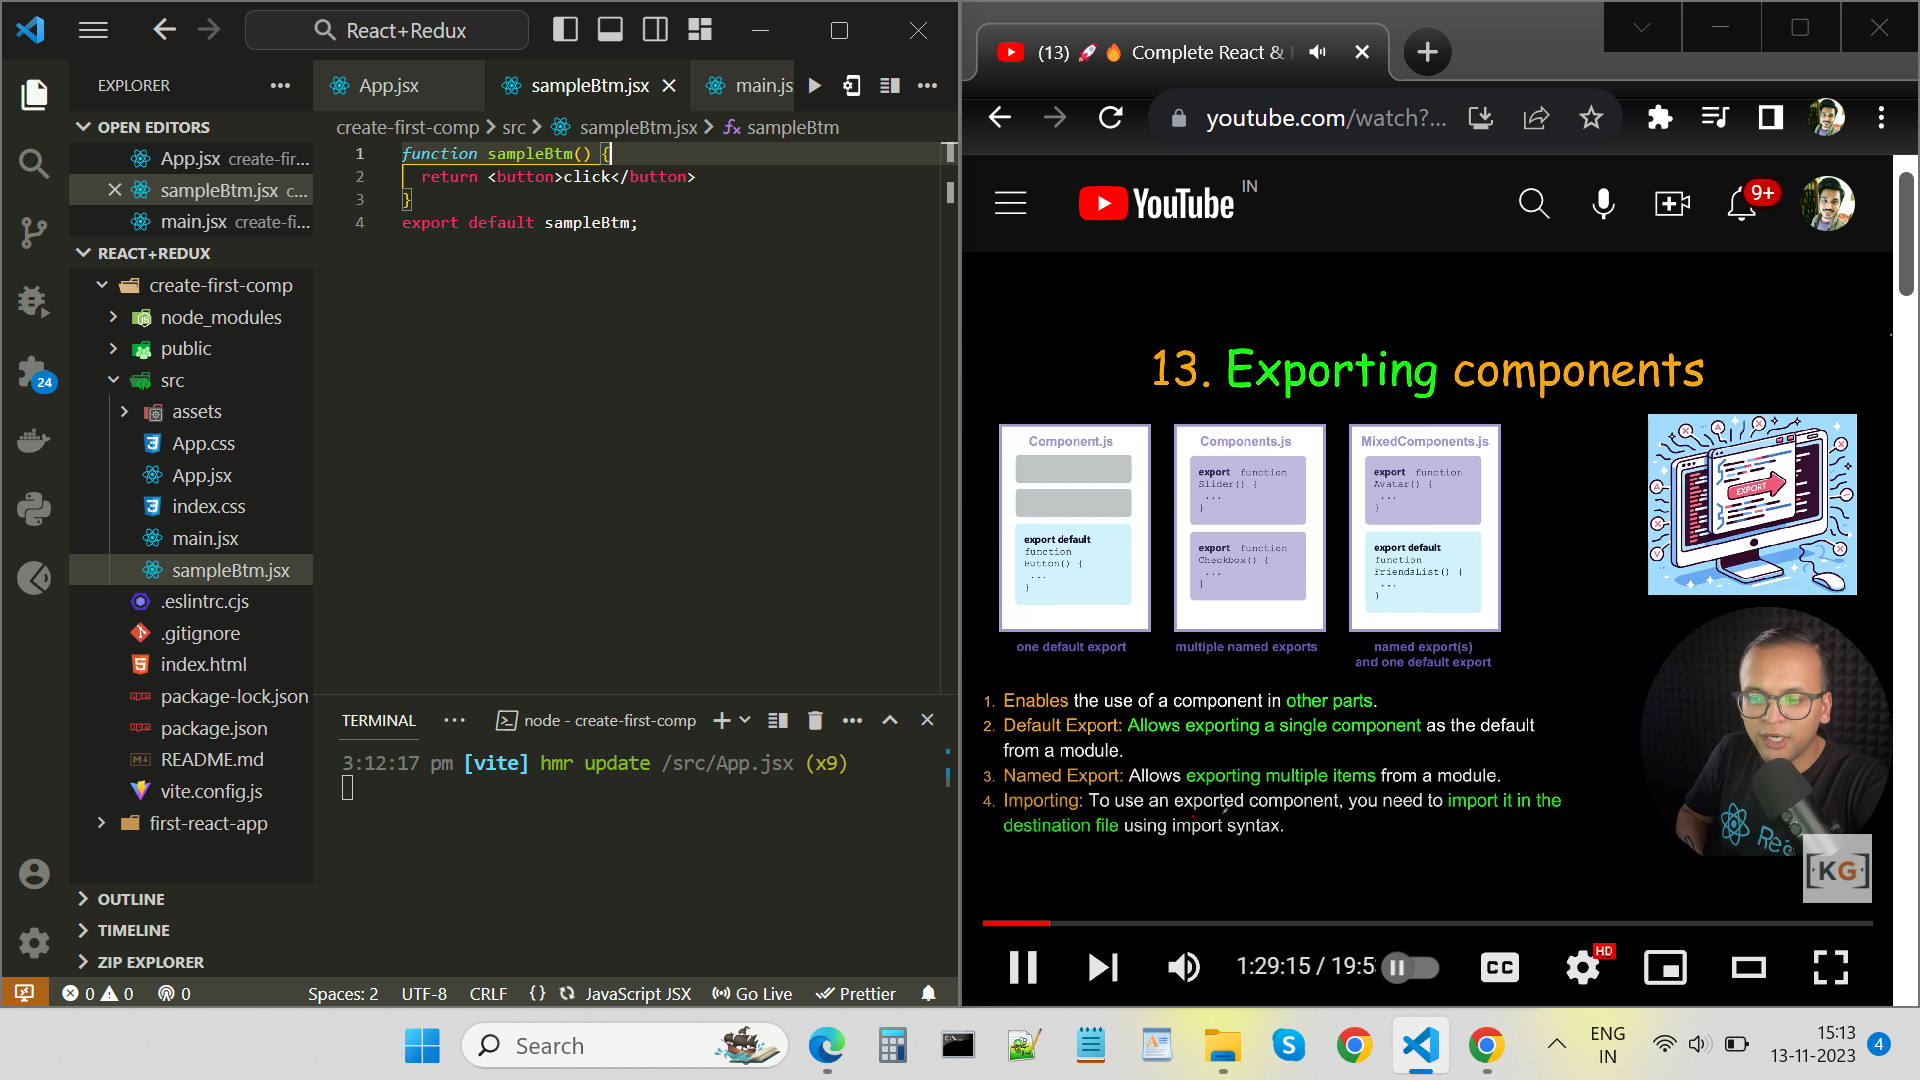 React+Redux
EXPLORER
App.jsx
sampleBtm.jsx
main.js
OPEN EDITORS
App.jsx create-fir...
sampleBtm.jsx c...
main.jsx create-fi...
REACT+REDUX
create-first-comp
node_modules
public
src
assets
App.css
App.jsx
index.css
main.jsx
sampleBtm.jsx
.eslintrc.cjs
.gitignore
index.html
package-lock.json
package.json
README.md
vite.config.js
first-react-app
OUTLINE
TIMELINE
ZIP EXPLORER
24
create-first-comp > src > sampleBtm.jsx > sampleBtm
1 function sampleBtm() {
2 return <button>click</button>
3 }
4 export default sampleBtm;
TERMINAL
node - create-first-comp
3:12:17 pm [vite] hmr update /src/App.jsx (x9)
0 0 0
Spaces: 2 UTF-8 CRLF {} JavaScript JSX Go Live Prettier
(13) 🚀 🔥 Complete React &
youtube.com/watch?...
YouTube IN
9+
13. Exporting components
Component.js
export default
function
Button() {
...
}
one default export
Components.js
export function
Slider() {
...
}
export function
Checkbox() {
...
}
multiple named exports
MixedComponents.js
export function
Avatar() {
...
}
export default
function
FriendsList() {
...
}
named export(s)
and one default export
EXPORT
1. Enables the use of a component in other parts.
2. Default Export: Allows exporting a single component as the default
from a module.
3. Named Export: Allows exporting multiple items from a module.
4. Importing: To use an exported component, you need to import it in the
destination file using import syntax.
Rea
KG
1:29:15 / 19:5
CC
HD
Search
ENG
IN
15:13
13-11-2023
4